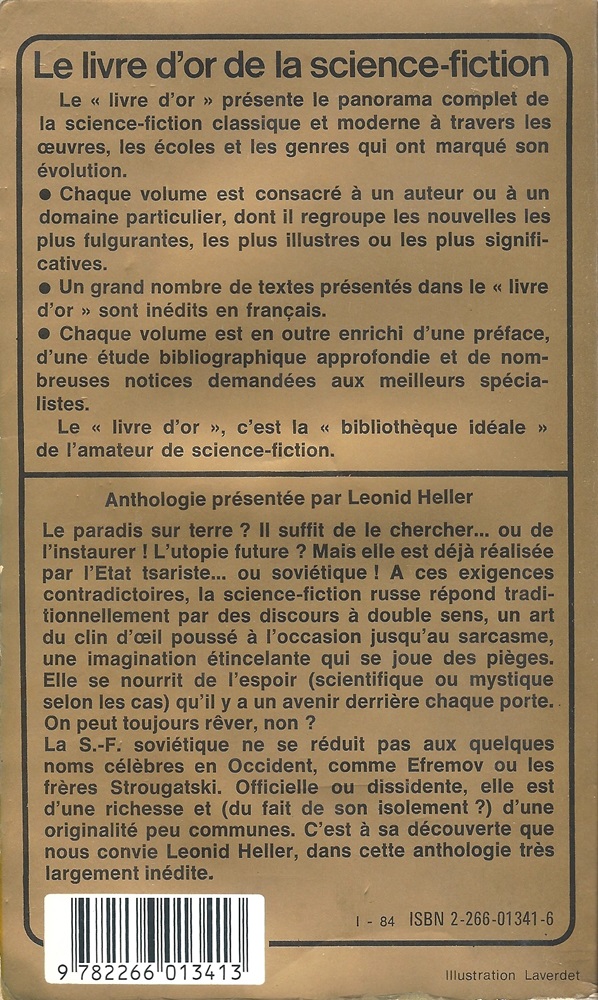 Le livre d'or de la science-fiction
Le « livre d'or » présente le panorama complet de
la science-fiction classique et moderne à travers les
œuvres, les écoles et les genres qui ont marqué son
évolution.
● Chaque volume est consacré à un auteur ou à un
domaine particulier, dont il regroupe les nouvelles les
plus fulgurantes, les plus illustres ou les plus signifi-
catives.
● Un grand nombre de textes présentés dans le « livre
d'or » sont inédits en français.
● Chaque volume est en outre enrichi d'une préface,
d'une étude bibliographique approfondie et de nom-
breuses notices demandées aux meilleurs spécia-
listes.
Le « livre d'or », c'est la « bibliothèque idéale »
de l'amateur de science-fiction.
Anthologie présentée par Leonid Heller
Le paradis sur terre ? Il suffit de le chercher... ou de
l'instaurer ! L'utopie future ? Mais elle est déjà réalisée
par l'Etat tsariste... ou soviétique ! A ces exigences
contradictoires, la science-fiction russe répond tradi-
tionnellement par des discours à double sens, un art
du clin d'œil poussé à l'occasion jusqu'au sarcasme,
une imagination étincelante qui se joue des pièges.
Elle se nourrit de l'espoir (scientifique ou mystique
selon les cas) qu'il y a un avenir derrière chaque porte.
On peut toujours rêver, non ?
La S.-F. soviétique ne se réduit pas aux quelques
noms célèbres en Occident, comme Efremov ou les
frères Strougatski. Officielle ou dissidente, elle est
d'une richesse et (du fait de son isolement ?) d'une
originalité peu communes. C'est à sa découverte que
nous convie Leonid Heller, dans cette anthologie très
largement inédite.
I - 84 ISBN 2-266-01341-6
9 782266 013413
Illustration Laverdet